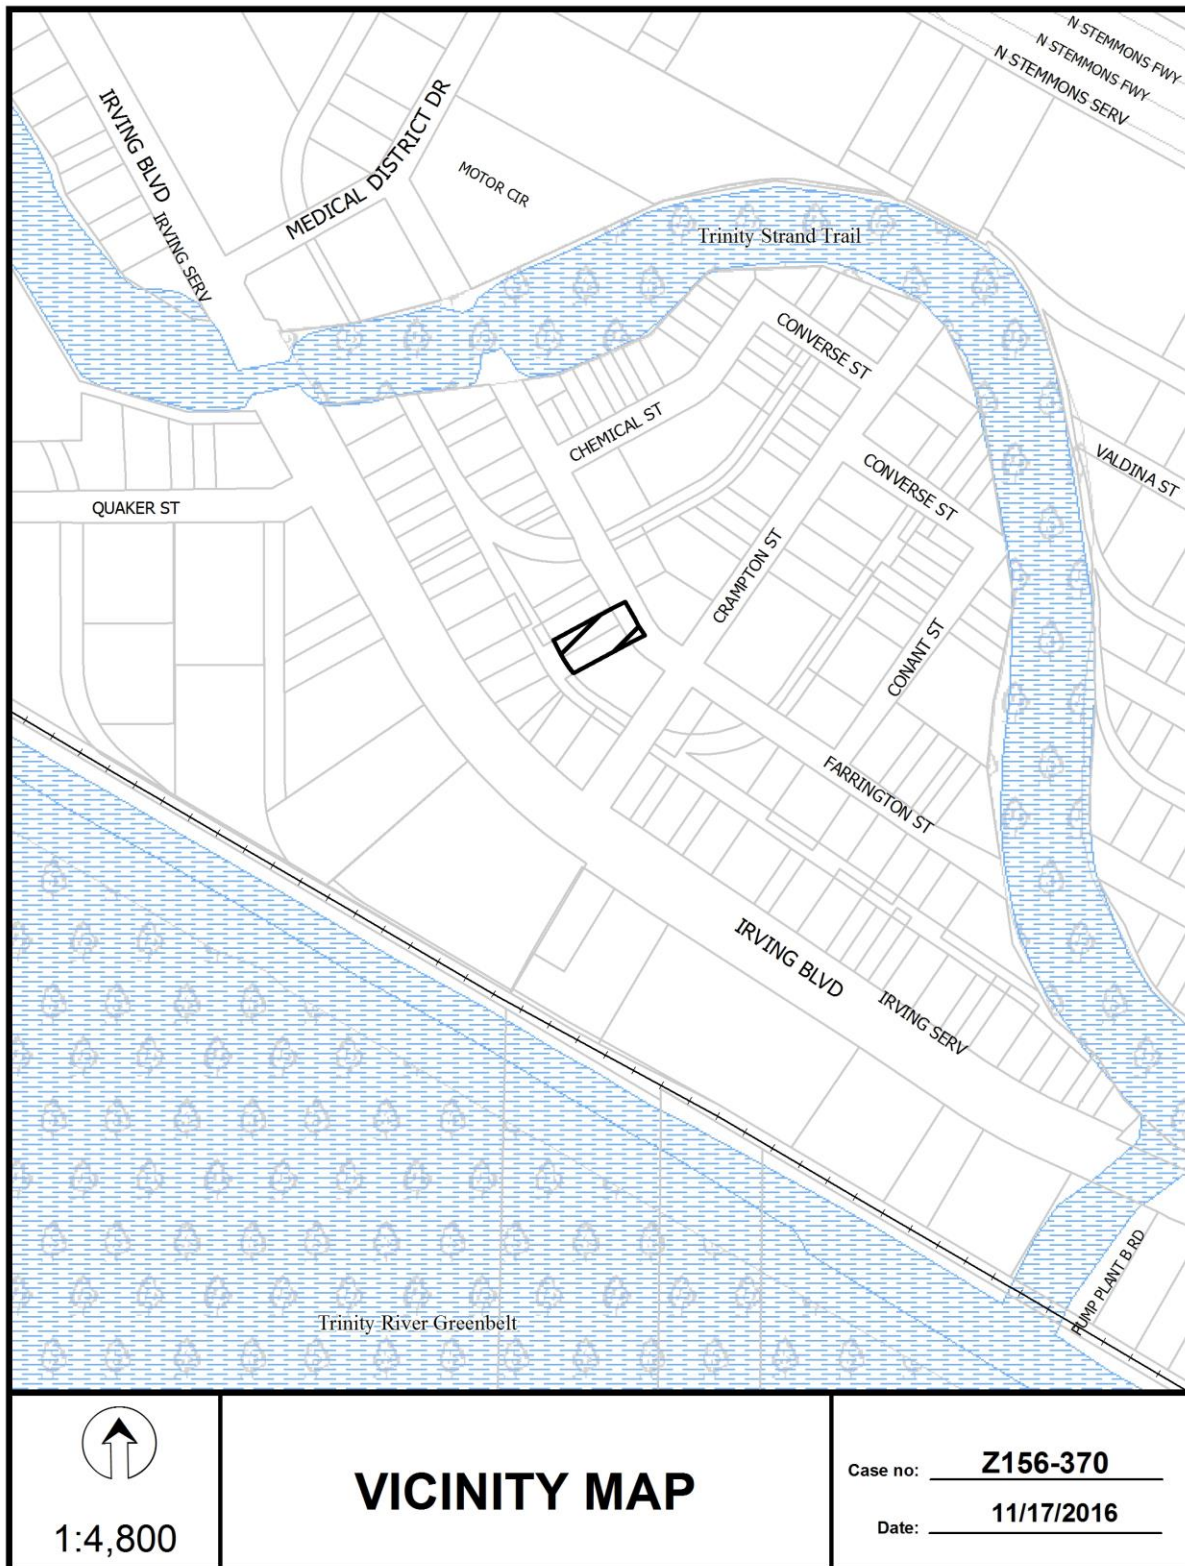 N STEMMONS FWY
N STEMMONS FWY
N STEMMONS SERV
IRVING BLVD
MEDICAL DISTRICT DR
MOTOR CIR
IRVING SERV
Trinity Strand Trail
CONVERSE ST
CHEMICAL ST
CONVERSE ST
VALDINA ST
QUAKER ST
CRAMPTON ST
CONANT ST
FARRINGTON ST
IRVING BLVD
IRVING SERV
PUMP PLANT B RD
Trinity River Greenbelt
1:4,800
VICINITY MAP
Case no: Z156-370
Date: 11/17/2016